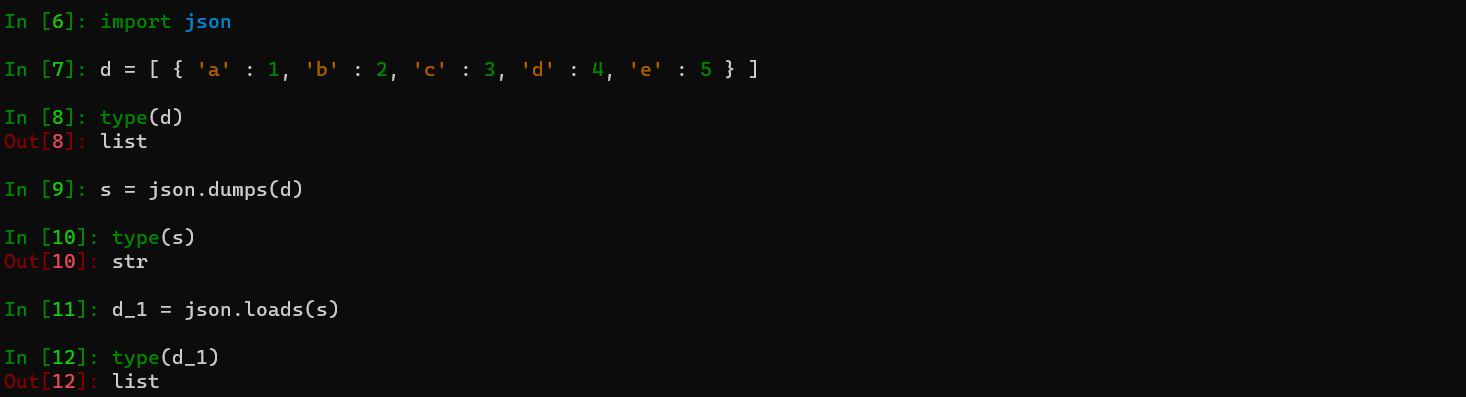 In [6]: import json
In [7]: d = [ { 'a' : 1, 'b' : 2, 'c' : 3, 'd' : 4, 'e' : 5 } ]
In [8]: type(d)
Out[8]: list
In [9]: s = json.dumps(d)
In [10]: type(s)
Out[10]: str
In [11]: d_1 = json.loads(s)
In [12]: type(d_1)
Out[12]: list